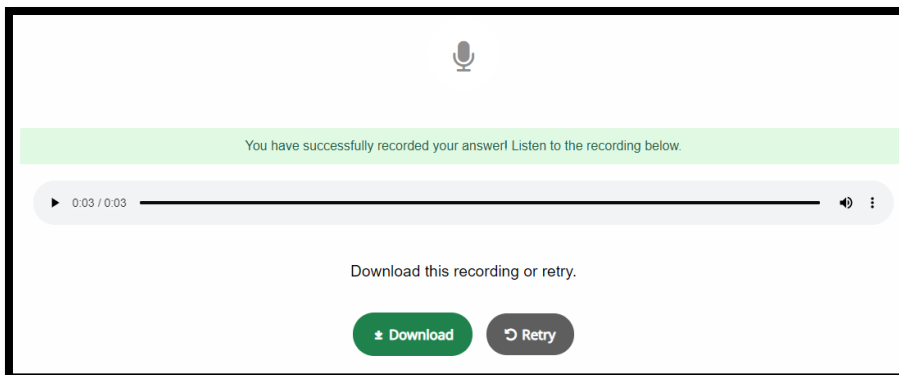 You have successfully recorded your answer! Listen to the recording below.
0:03 / 0:03
Download this recording or retry.
Download
Retry